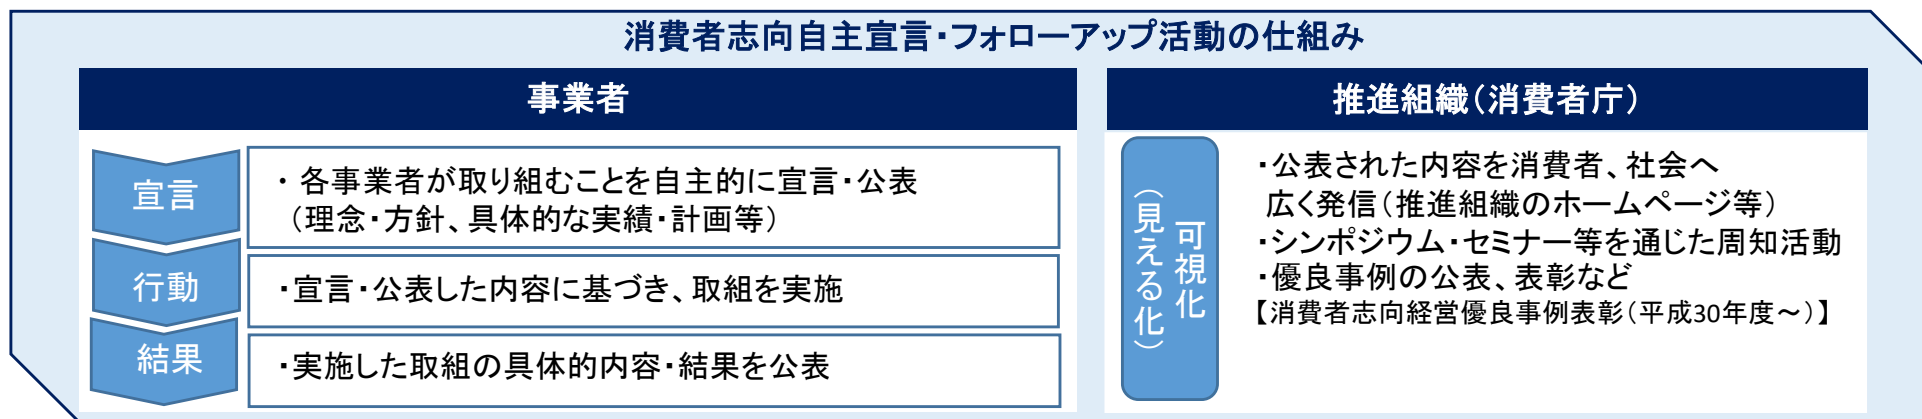 消費者志向自主宣言・フォローアップ活動の仕組み
事業者
宣言
・ 各事業者が取り組むことを自主的に宣言・公表
（理念・方針、具体的な実績・計画等）
行動
・宣言・公表した内容に基づき、取組を実施
結果
・実施した取組の具体的内容・結果を公表
推進組織（消費者庁）
可視化
（見える化）
・公表された内容を消費者、社会へ
広く発信（推進組織のホームページ等）
・シンポジウム・セミナー等を通じた周知活動
・優良事例の公表、表彰など
【消費者志向経営優良事例表彰（平成30年度～）】